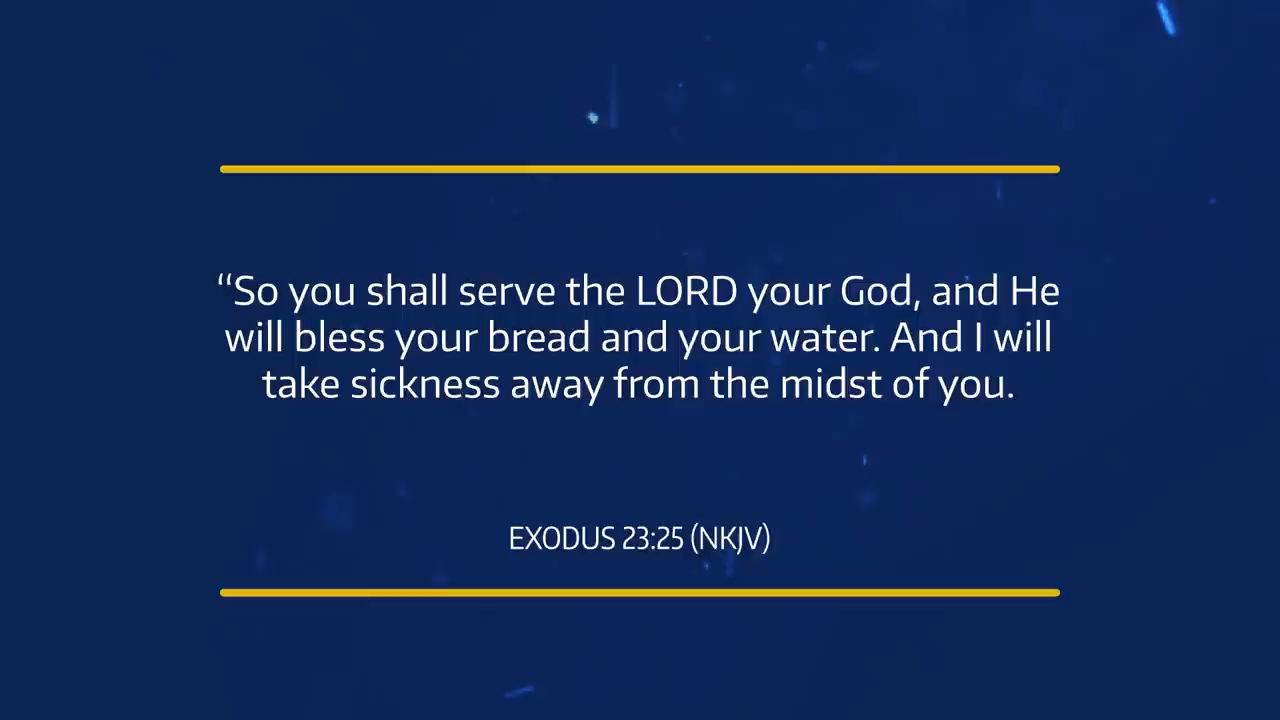 “So you shall serve the LORD your God, and He
will bless your bread and your water. And I will
take sickness away from the midst of you.
EXODUS 23:25 (NKJV)